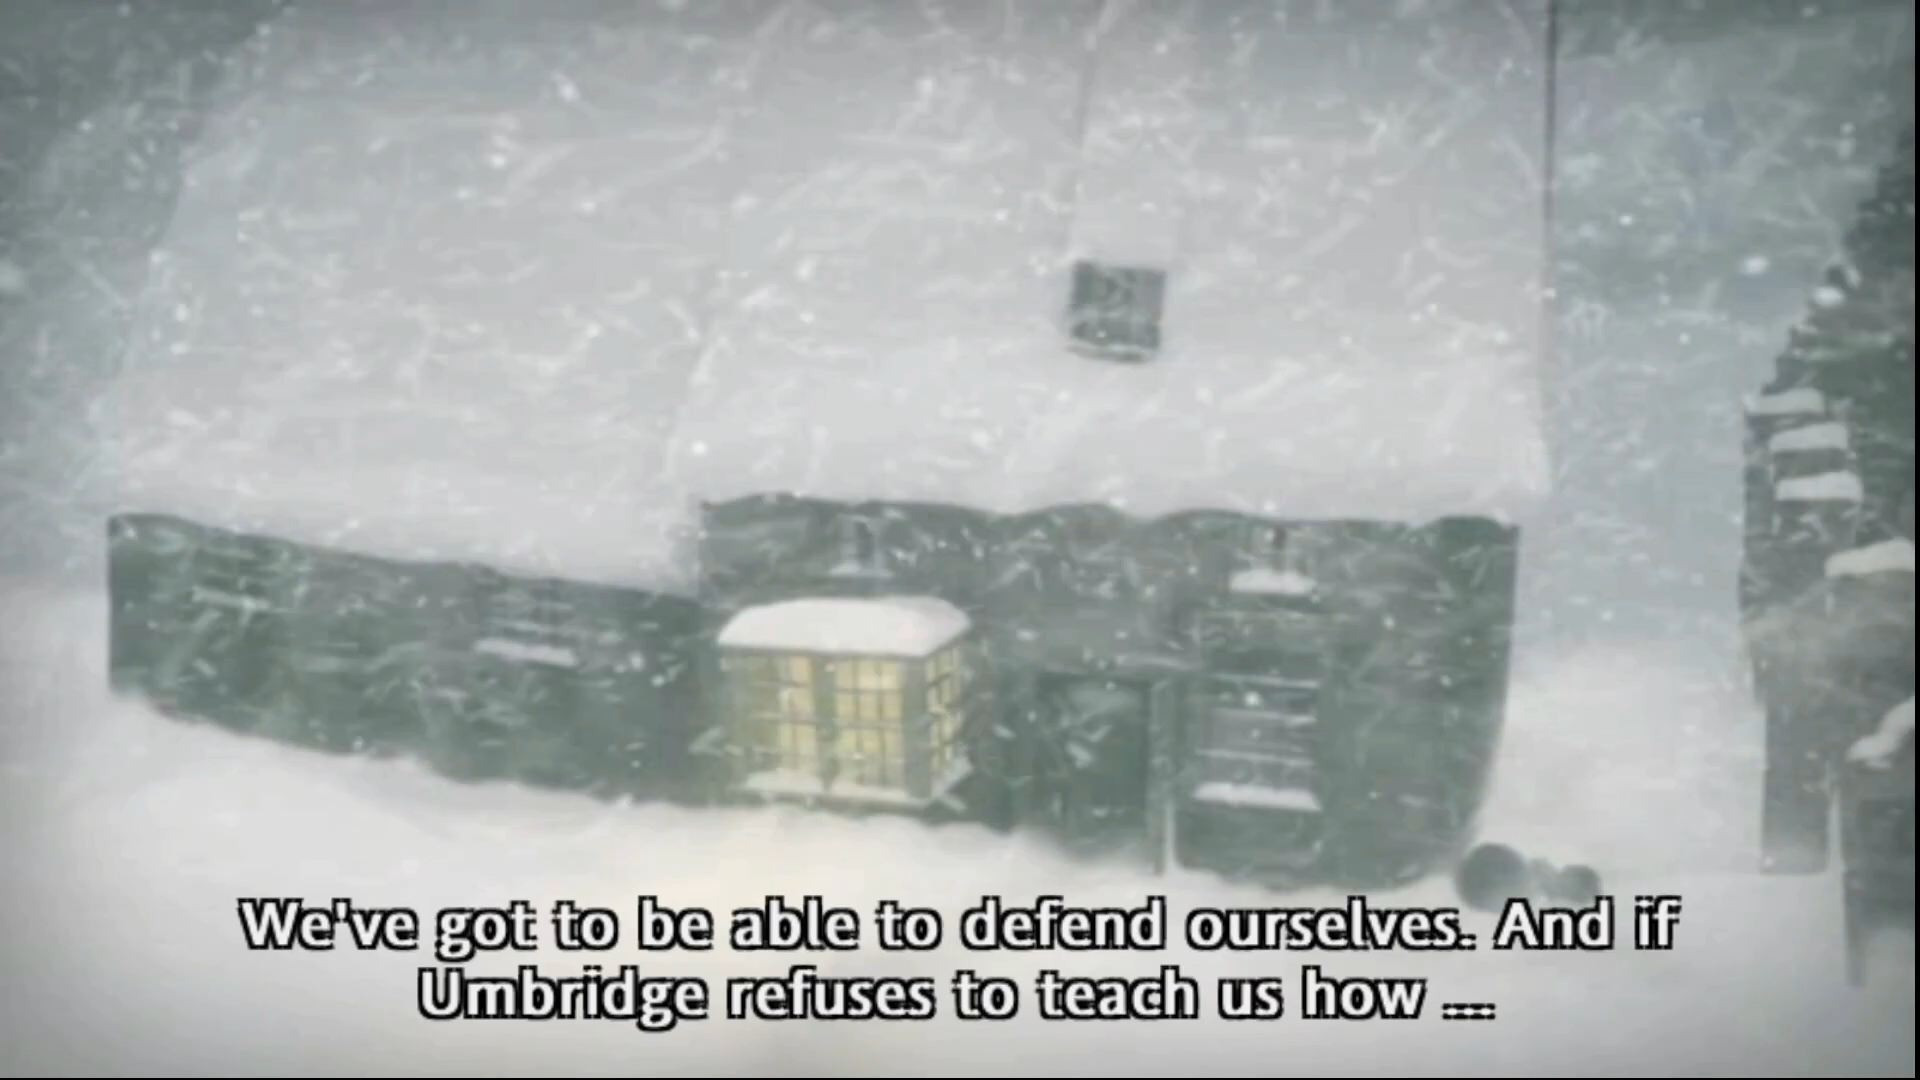 We've got to be able to defend ourselves. And if
Umbridge refuses to teach us how ....